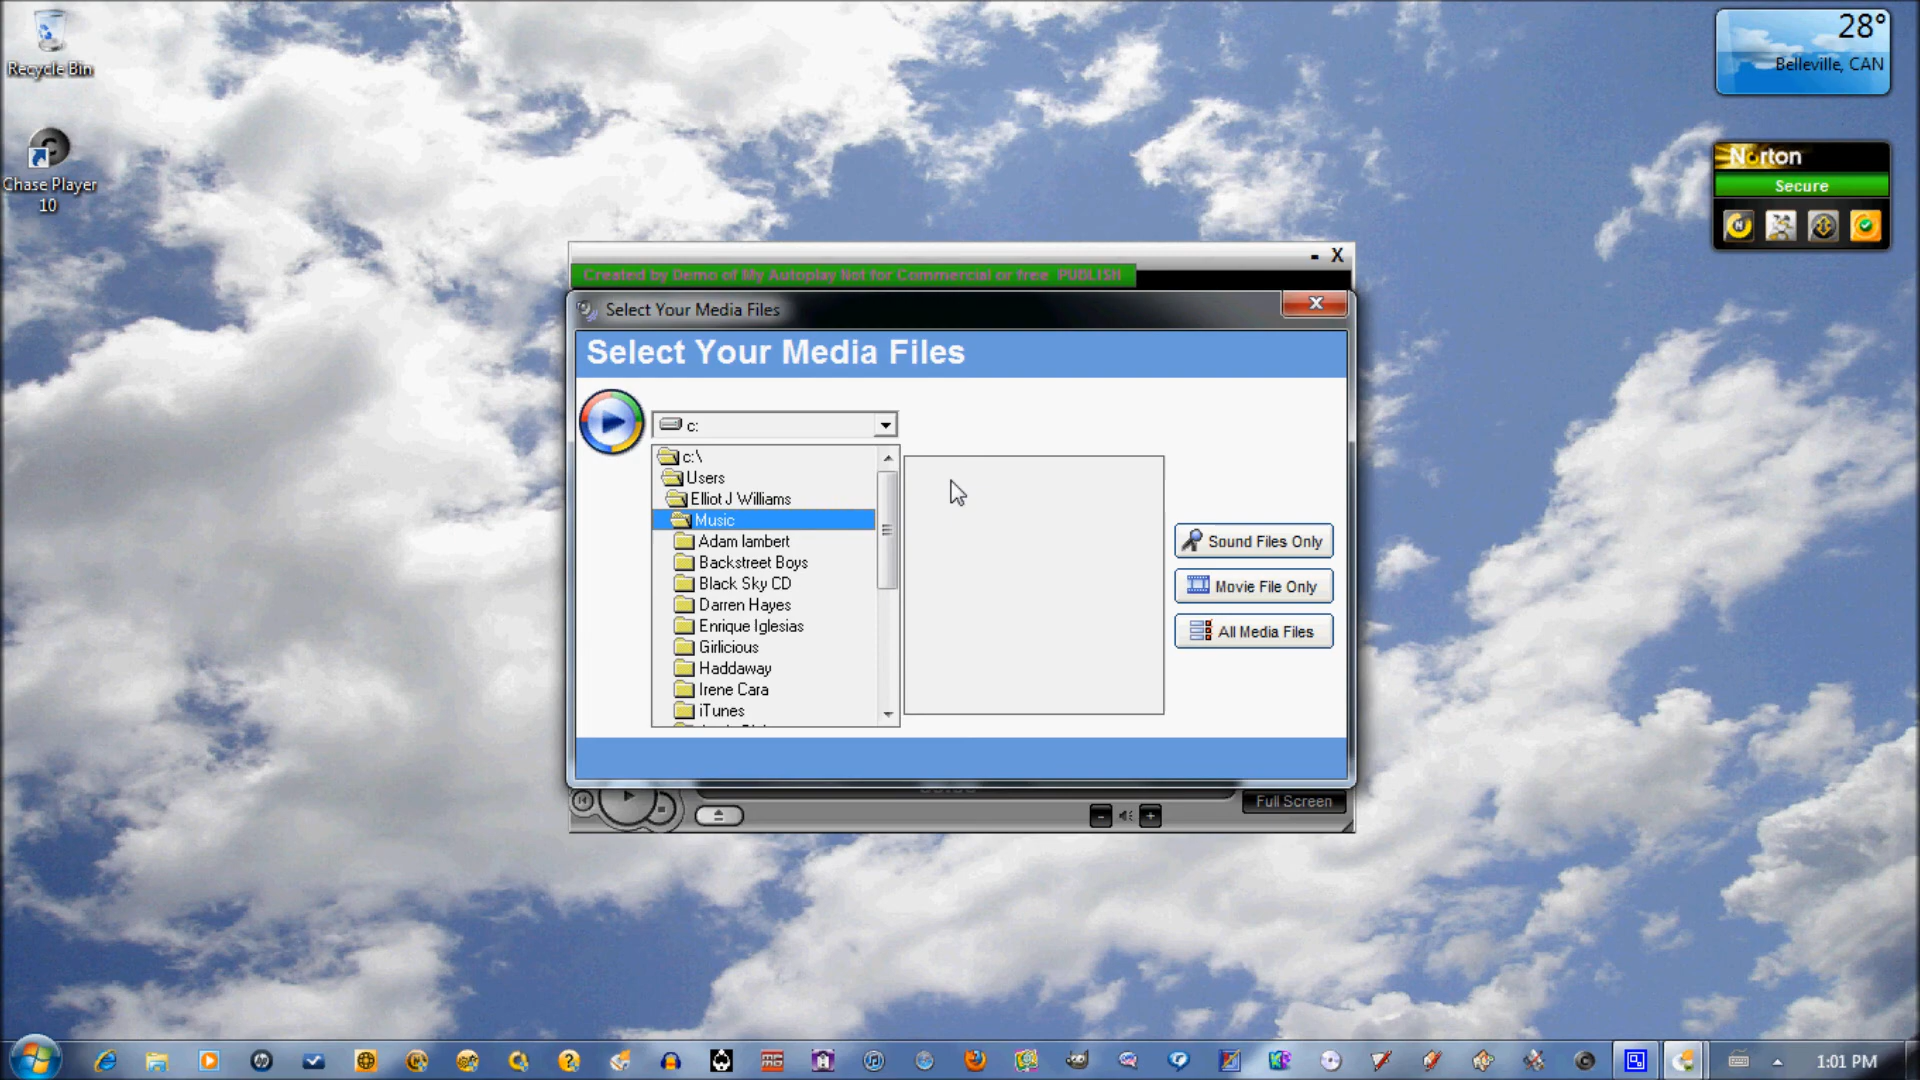 Recycle Bin
Chase Player
10
28°
Belleville, CAN
Norton
Secure
- X
Created by Demo of My Autoplay Not for Commercial or free PUBLISH
Select Your Media Files
Select Your Media Files
c:
c:\
Users
Elliot J Williams
Music
Adam lambert
Backstreet Boys
Black Sky CD
Darren Hayes
Enrique Iglesias
Girlicious
Haddaway
Irene Cara
iTunes
Sound Files Only
Movie File Only
All Media Files
Full Screen
1:01 PM